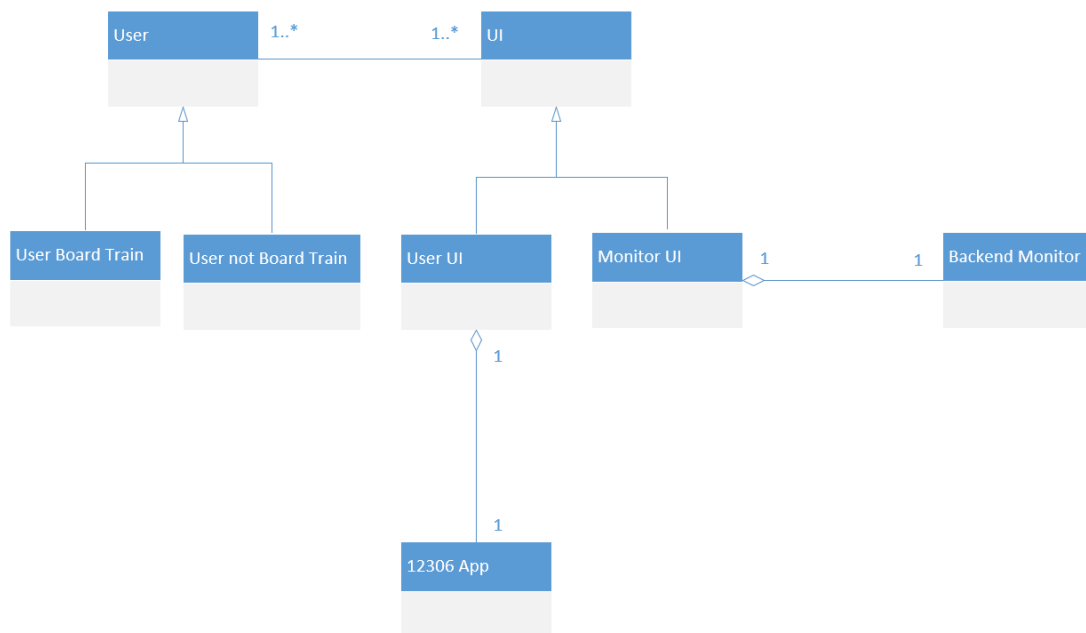 User
1..*
1..*
UI
User Board Train
User not Board Train
User UI
Monitor UI
1
1
Backend Monitor
1
1
12306 App